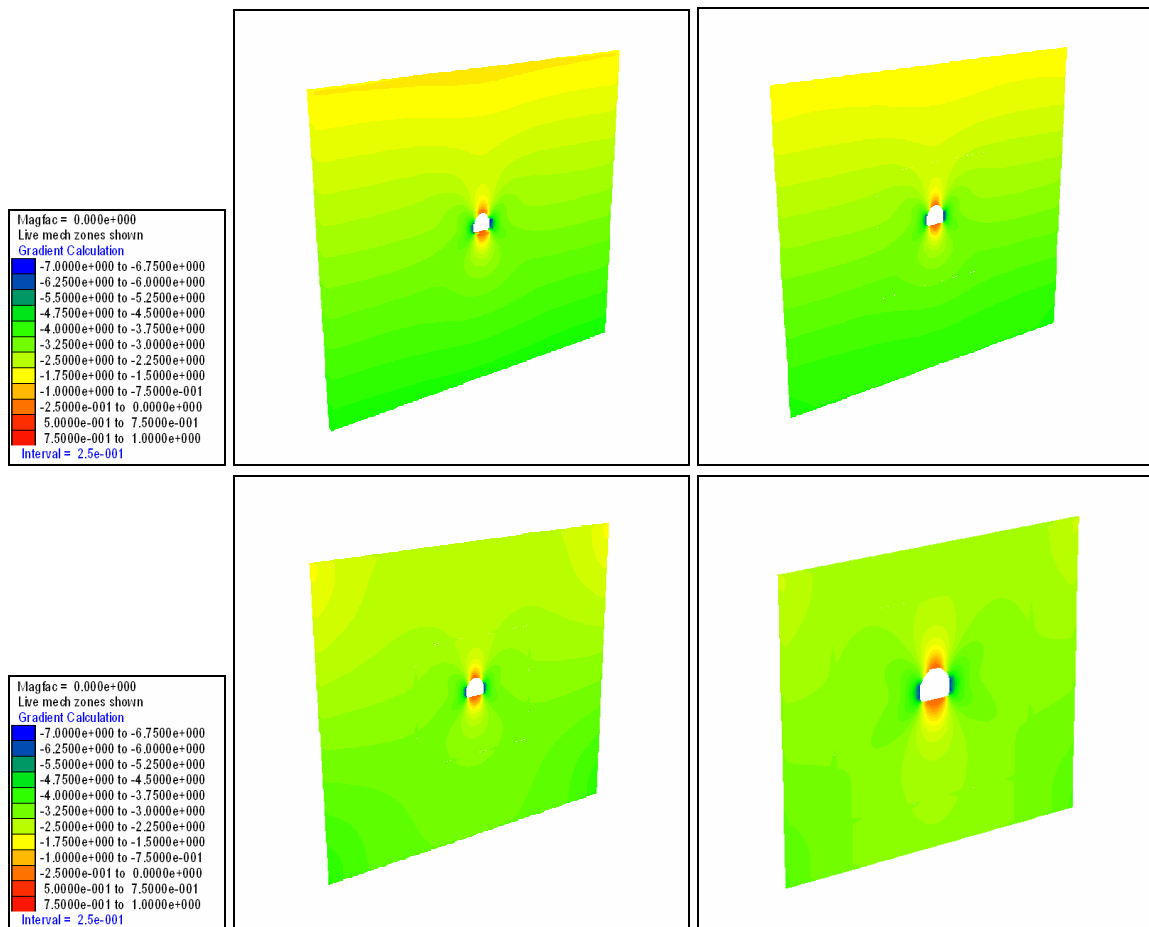 Magfac = 0.000e+000
Live mech zones shown
Gradient Calculation
-7.0000e+000 to -6.7500e+000
-6.2500e+000 to -6.0000e+000
-5.5000e+000 to -5.2500e+000
-4.7500e+000 to -4.5000e+000
-4.0000e+000 to -3.7500e+000
-3.2500e+000 to -3.0000e+000
-2.5000e+000 to -2.2500e+000
-1.7500e+000 to -1.5000e+000
-1.0000e+000 to -7.5000e-001
-2.5000e-001 to 0.0000e+000
5.0000e-001 to 7.5000e-001
7.5000e-001 to 1.0000e+000
Interval = 2.5e-001
Magfac = 0.000e+000
Live mech zones shown
Gradient Calculation
-7.0000e+000 to -6.7500e+000
-6.2500e+000 to -6.0000e+000
-5.5000e+000 to -5.2500e+000
-4.7500e+000 to -4.5000e+000
-4.0000e+000 to -3.7500e+000
-3.2500e+000 to -3.0000e+000
-2.5000e+000 to -2.2500e+000
-1.7500e+000 to -1.5000e+000
-1.0000e+000 to -7.5000e-001
-2.5000e-001 to 0.0000e+000
5.0000e-001 to 7.5000e-001
7.5000e-001 to 1.0000e+000
Interval = 2.5e-001